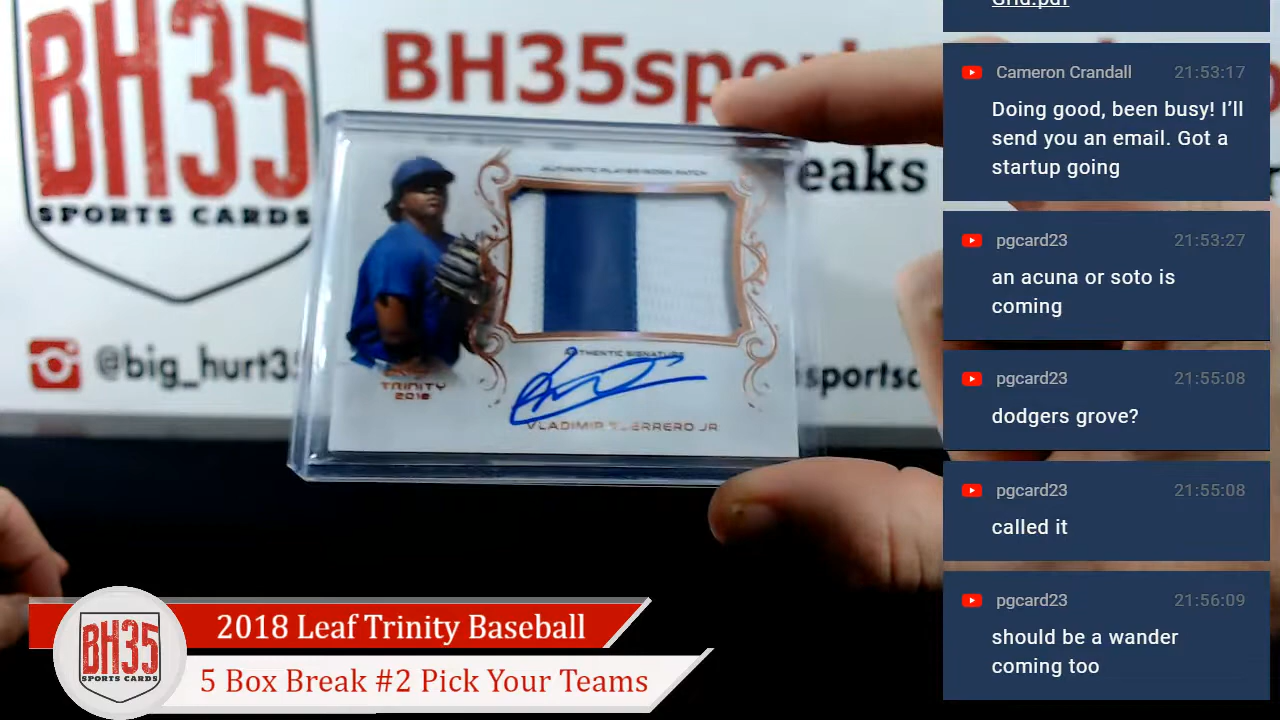 BH35
SPORTS CARDS
BH35spo
eaks
@big_hurt3
sportsc
AUTHENTIC PLAYER-WORN PATCH
TRINITY
2018
AUTHENTIC SIGNATURE
VLADIMIR GUERRERO JR
Grid.pdf
Cameron Crandall 21:53:17
Doing good, been busy! I'll
send you an email. Got a
startup going
pgcard23 21:53:27
an acuna or soto is
coming
pgcard23 21:55:08
dodgers grove?
pgcard23 21:55:08
called it
pgcard23 21:56:09
should be a wander
coming too
BH35
SPORTS CARDS
2018 Leaf Trinity Baseball
5 Box Break #2 Pick Your Teams